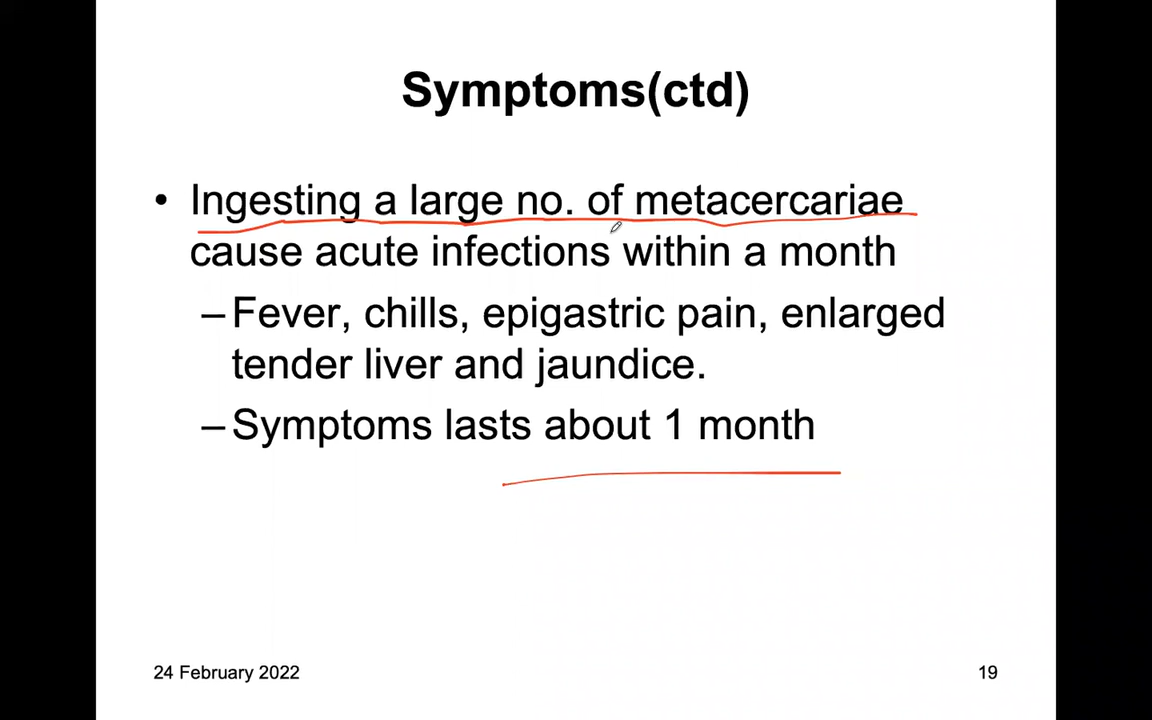 Symptoms(ctd)
• Ingesting a large no. of metacercariae
cause acute infections within a month
–Fever, chills, epigastric pain, enlarged
tender liver and jaundice.
–Symptoms lasts about 1 month
24 February 2022
19